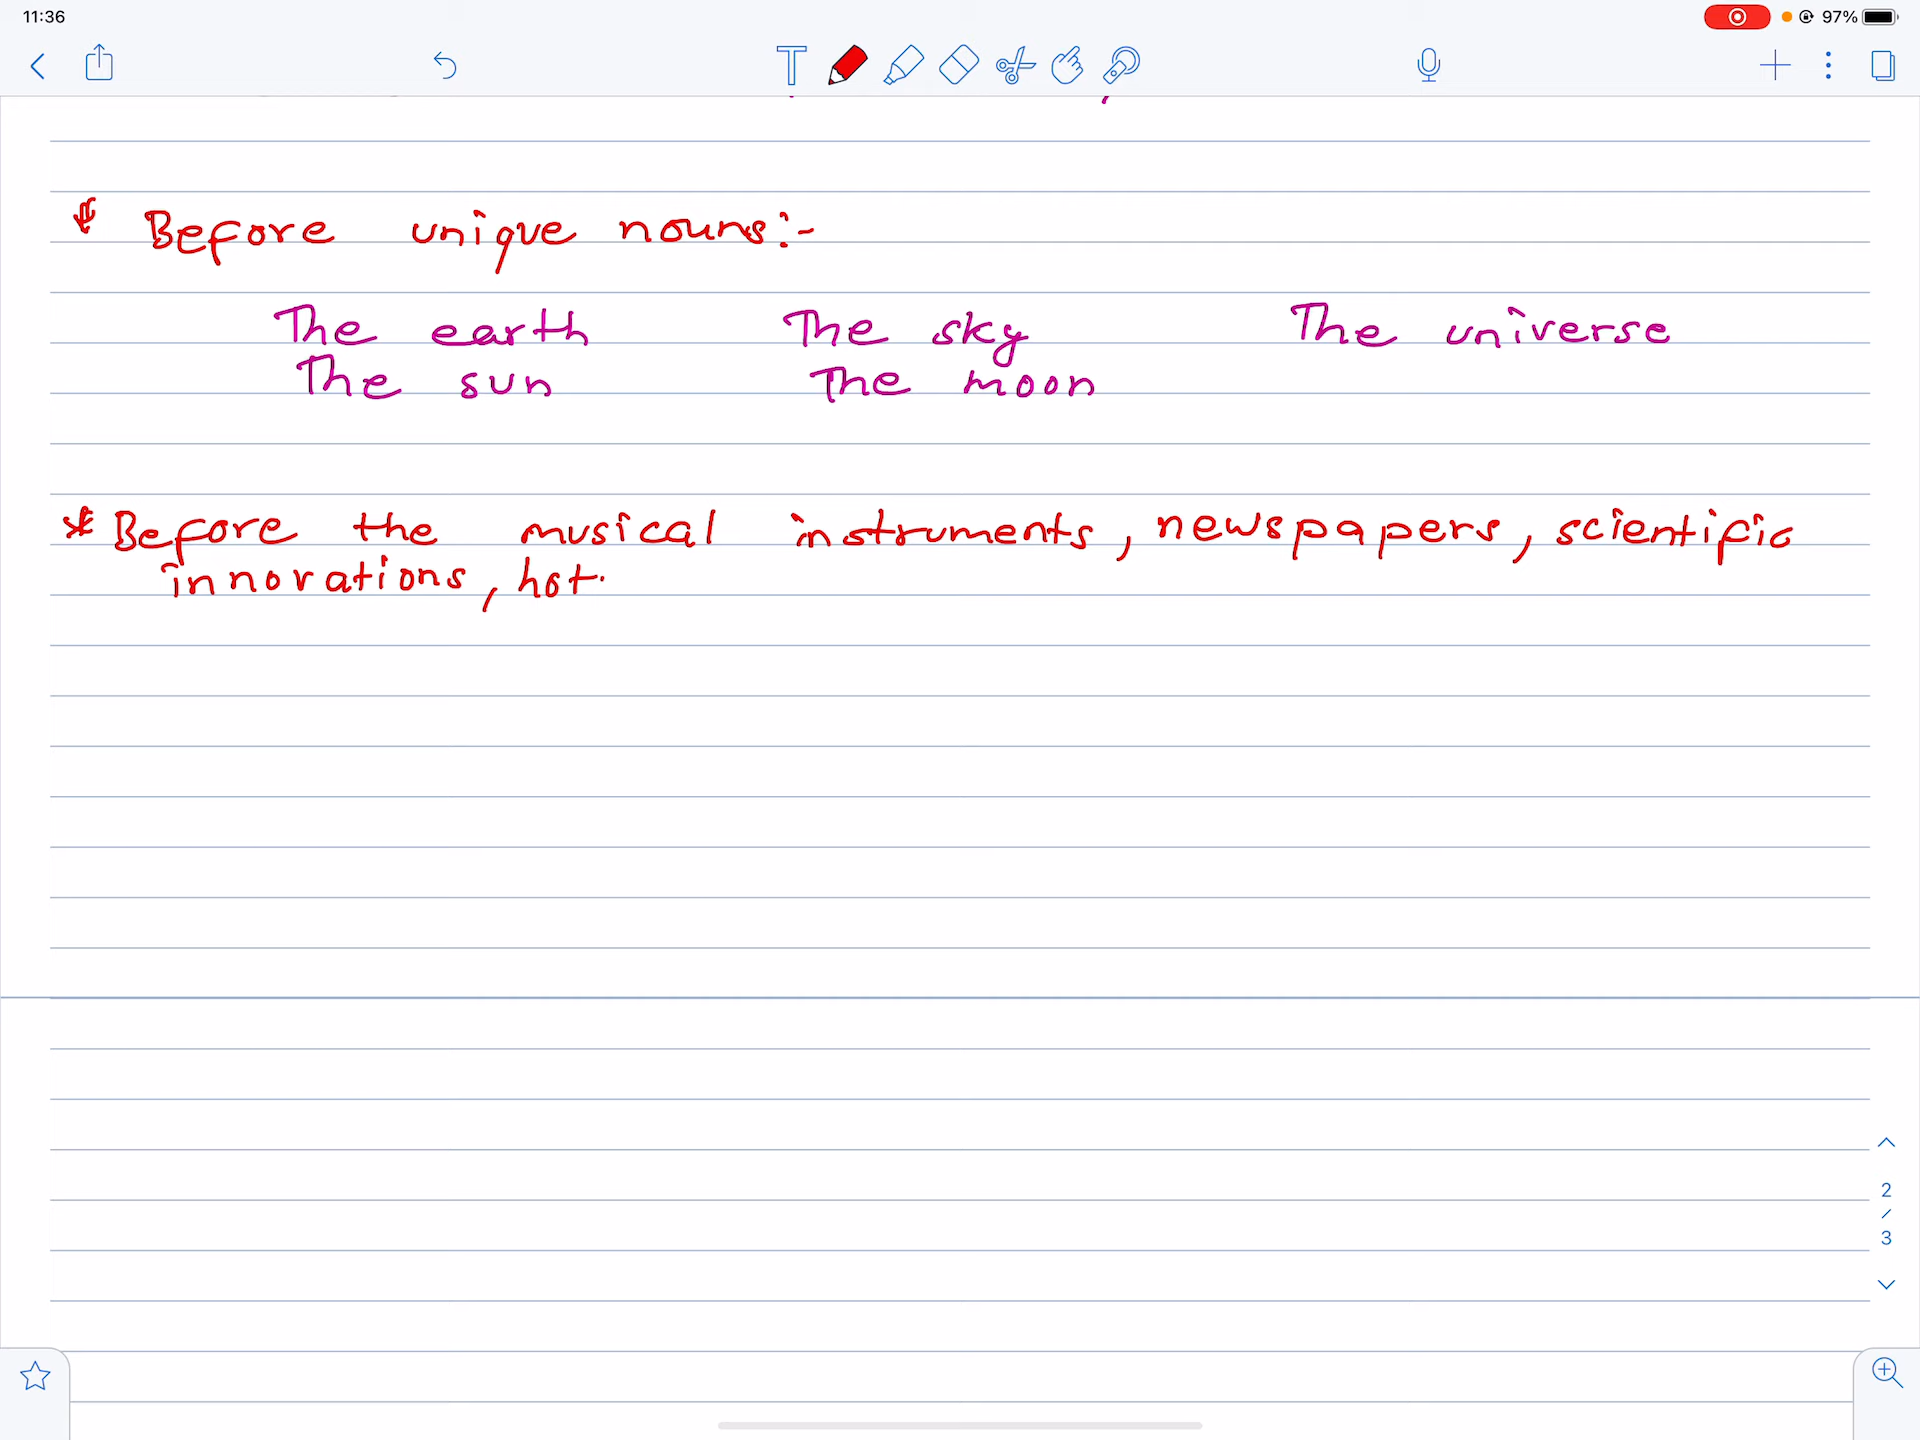 11:36
97%
* Before unique nouns:-
The earth The sky The universe
The sun The moon
* Before the musical instruments, newspapers, scientific
innovations, hot
2
/
3